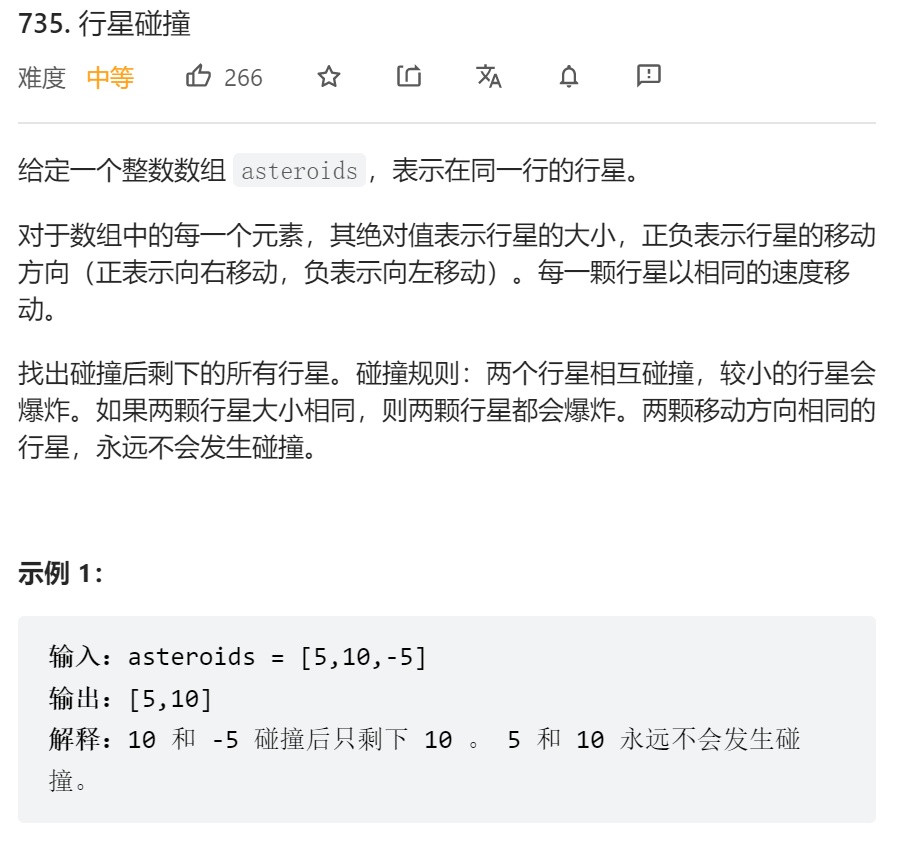 735. 行星碰撞
难度 中等 266
给定一个整数数组 asteroids，表示在同一行的行星。
对于数组中的每一个元素，其绝对值表示行星的大小，正负表示行星的移动
方向（正表示向右移动，负表示向左移动）。每一颗行星以相同的速度移
动。
找出碰撞后剩下的所有行星。碰撞规则：两个行星相互碰撞，较小的行星会
爆炸。如果两颗行星大小相同，则两颗行星都会爆炸。两颗移动方向相同的
行星，永远不会发生碰撞。
示例 1：
输入：asteroids = [5,10,-5]
输出：[5,10]
解释：10 和 -5 碰撞后只剩下 10 。 5 和 10 永远不会发生碰
撞。